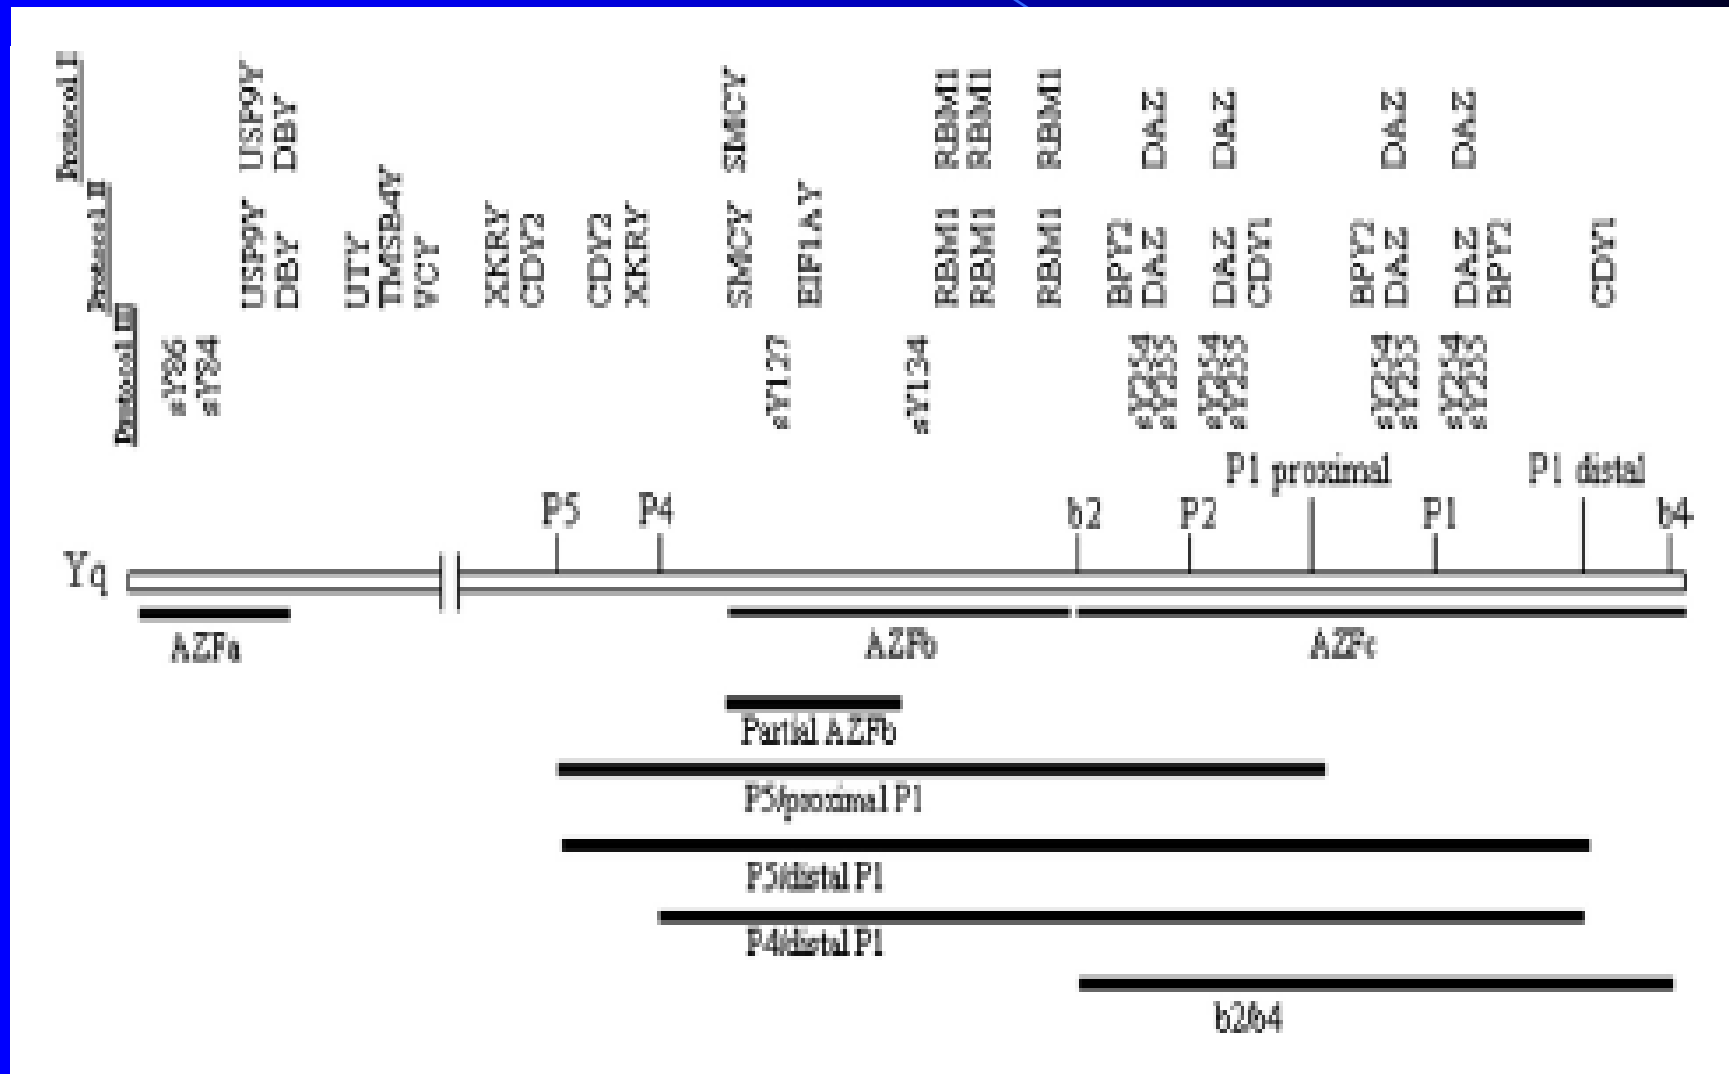 Protocol I
USP9Y DBY SMCY RBM1 RBM1 RBM1 DAZ DAZ DAZ DAZ
Protocol II
USP9Y DBY UTY TMSB4Y VCY XKRY CDY2 CDY2 XKRY SMCY EIF1AY RBM1 RBM1 RBM1 BPY2 DAZ DAZ CDY1 BPY2 DAZ DAZ BPY2 CDY1
Protocol III
sY86 sY84 sY127 sY134 sY254 sY255 sY254 sY255 sY254 sY255 sY254 sY255
P1 proximal P1 distal
P5 P4 b2 P2 P1 b4
Yq
AZFa AZFb AZFc
Partial AZFb
P5/proximal P1
P5/distal P1
P4/distal P1
b2/b4